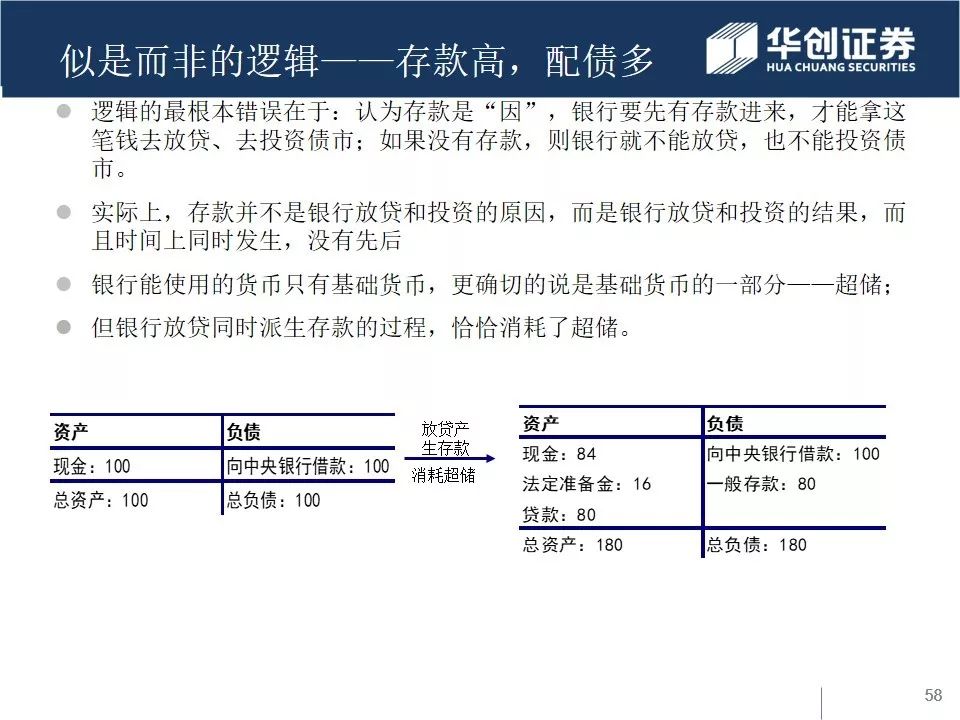 似是而非的逻辑——存款高，配债多
华创证券
HUA CHUANG SECURITIES
逻辑的最根本错误在于：认为存款是“因”，银行要先有存款进来，才能拿这
笔钱去放贷、去投资债市；如果没有存款，则银行就不能放贷，也不能投资债
市。
实际上，存款并不是银行放贷和投资的原因，而是银行放贷和投资的结果，而
且时间上同时发生，没有先后
银行能使用的货币只有基础货币，更确切的说是基础货币的一部分——超储；
但银行放贷同时派生存款的过程，恰恰消耗了超储。
资产 负债
现金：100 向中央银行借款：100
总资产：100 总负债：100
放贷产
生存款
消耗超储
资产 负债
现金：84 向中央银行借款：100
法定准备金：16 一般存款：80
贷款：80
总资产：180 总负债：180
58